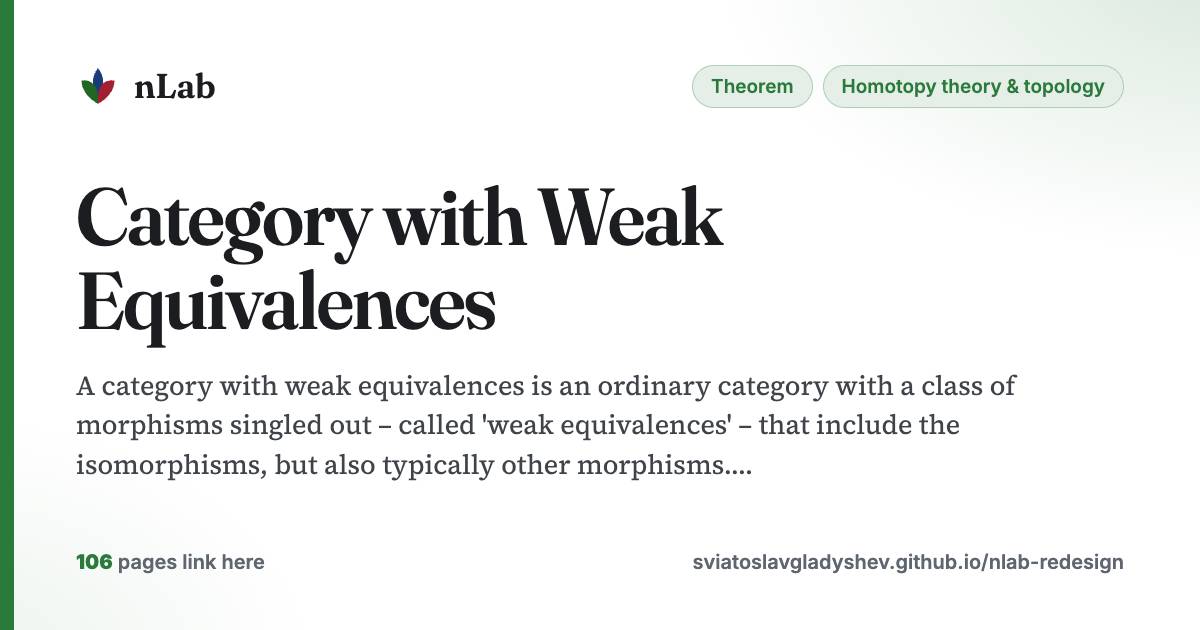 nLab
Theorem
Homotopy theory & topology
Category with Weak
Equivalences
A category with weak equivalences is an ordinary category with a class of
morphisms singled out – called 'weak equivalences' – that include the
isomorphisms, but also typically other morphisms....
106 pages link here
sviatoslavgladyshev.github.io/nlab-redesign